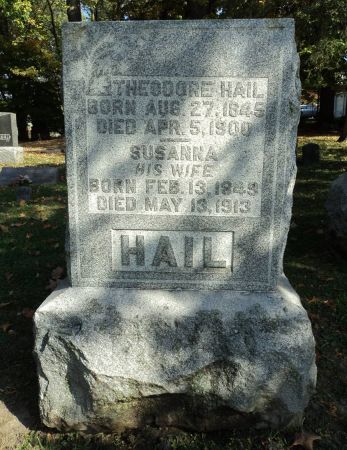 THEODORE HAIL
BORN AUG. 27, 1845
DIED APR. 5, 1900
SUSANNA
HIS WIFE
BORN FEB. 13, 1849
DIED MAY 13, 1913
HAIL